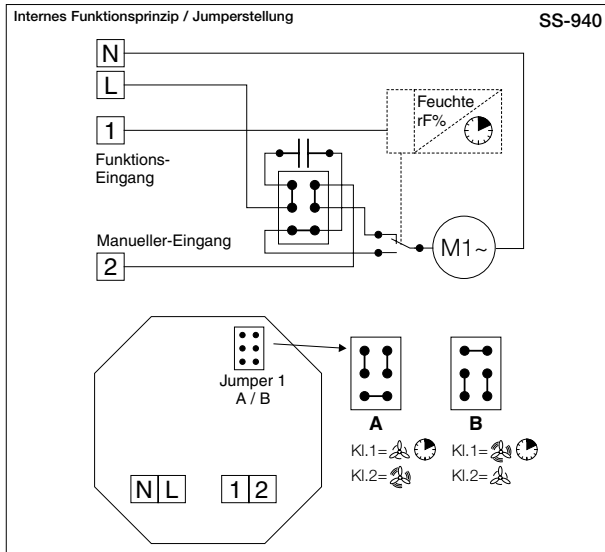 Internes Funktionsprinzip / Jumperstellung
SS-940
N
L
1
Funktions-
Eingang
Feuchte
rF%
Manueller-Eingang
2
M1~
Jumper 1
A / B
N L 1 2
A
Kl.1=
Kl.2=
B
Kl.1=
Kl.2=